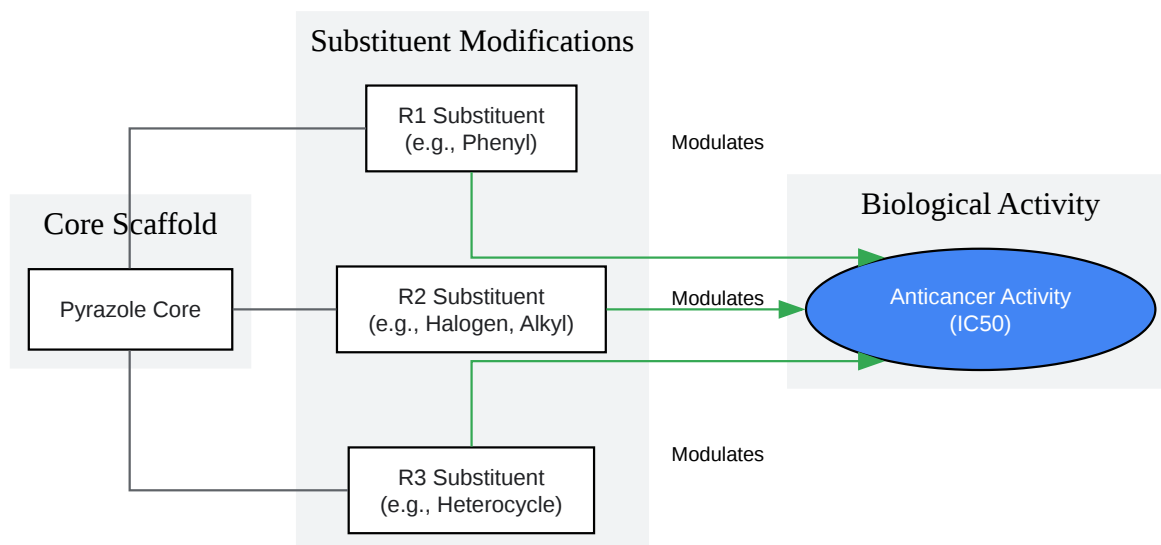 Substituent Modifications
R1 Substituent
(e.g., Phenyl)
Modulates
Core Scaffold
Biological Activity
Pyrazole Core
R2 Substituent
(e.g., Halogen, Alkyl)
Modulates
Anticancer Activity
(IC50)
R3 Substituent
(e.g., Heterocycle)
Modulates